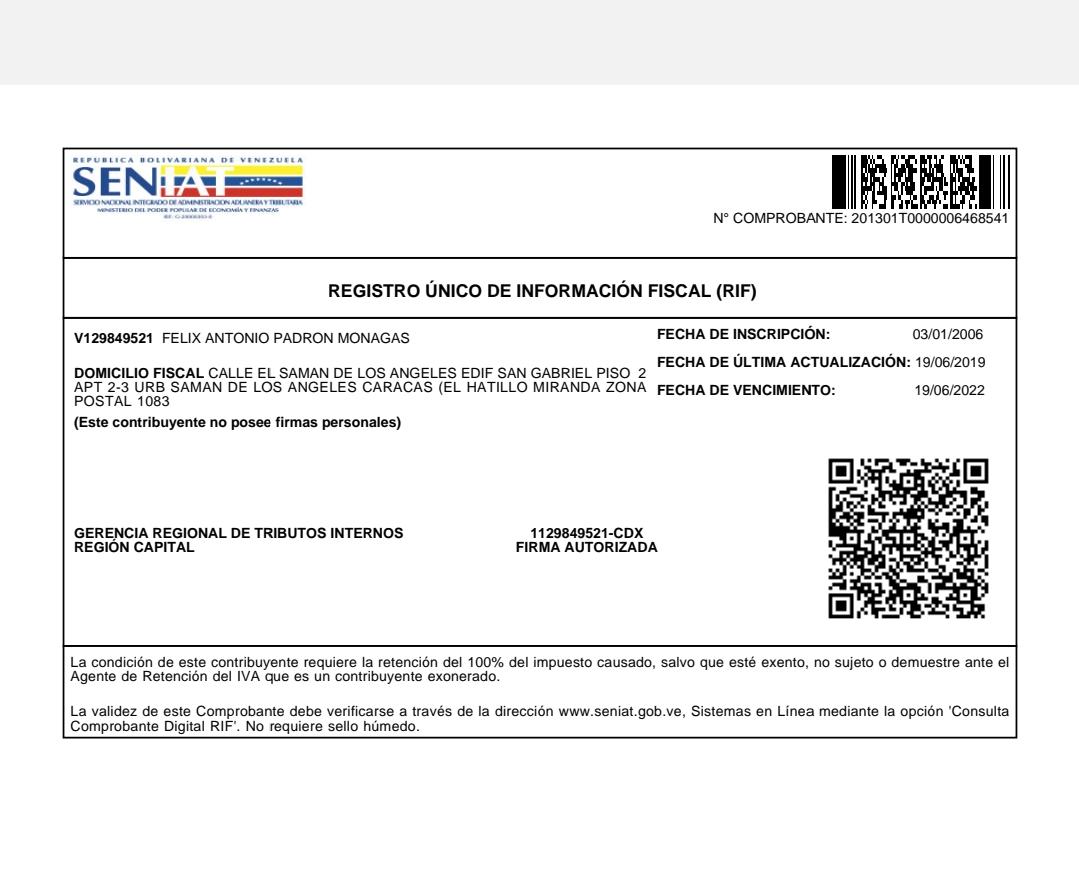 REPUBLICA BOLIVARIANA DE VENEZUELA
SENIAT
SERVICIO NACIONAL INTEGRADO DE ADMINISTRACION ADUANERA Y TRIBUTARIA
MINISTERIO DEL PODER POPULAR DE ECONOMÍA Y FINANZAS
N° COMPROBANTE: 201301T0000006468541
REGISTRO ÚNICO DE INFORMACIÓN FISCAL (RIF)
V129849521 FELIX ANTONIO PADRON MONAGAS
DOMICILIO FISCAL CALLE EL SAMAN DE LOS ANGELES EDIF SAN GABRIEL PISO 2
APT 2-3 URB SAMAN DE LOS ANGELES CARACAS (EL HATILLO MIRANDA ZONA
POSTAL 1083
(Este contribuyente no posee firmas personales)
FECHA DE INSCRIPCIÓN: 03/01/2006
FECHA DE ÚLTIMA ACTUALIZACIÓN: 19/06/2019
FECHA DE VENCIMIENTO: 19/06/2022
GERENCIA REGIONAL DE TRIBUTOS INTERNOS
REGIÓN CAPITAL
1129849521-CDX
FIRMA AUTORIZADA
La condición de este contribuyente requiere la retención del 100% del impuesto causado, salvo que esté exento, no sujeto o demuestre ante el
Agente de Retención del IVA que es un contribuyente exonerado.
La validez de este Comprobante debe verificarse a través de la dirección www.seniat.gob.ve, Sistemas en Línea mediante la opción 'Consulta
Comprobante Digital RIF'. No requiere sello húmedo.